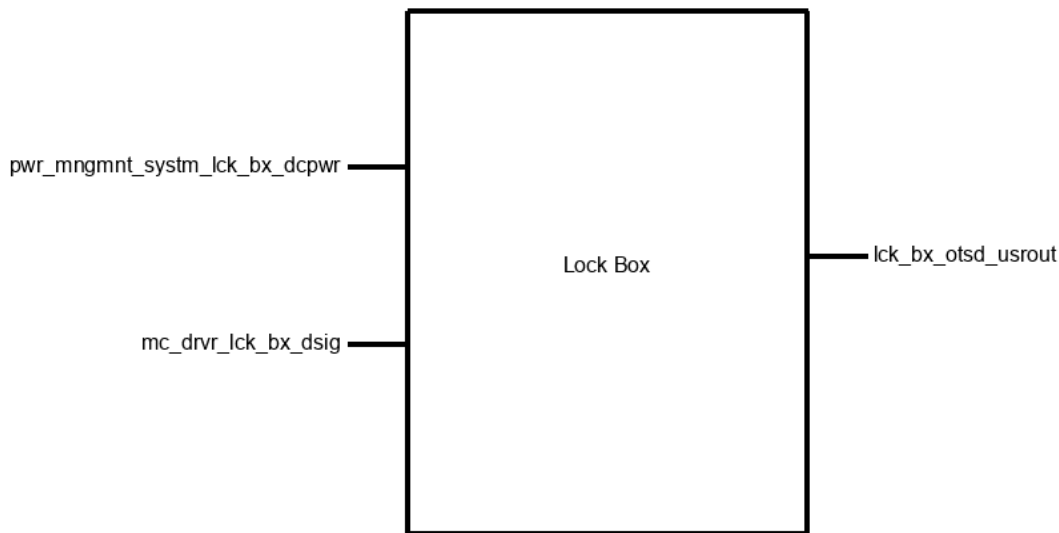 pwr_mngmnt_systm_lck_bx_dcpwr
lck_bx_otsd_usrout
Lock Box
mc_drvr_lck_bx_dsig